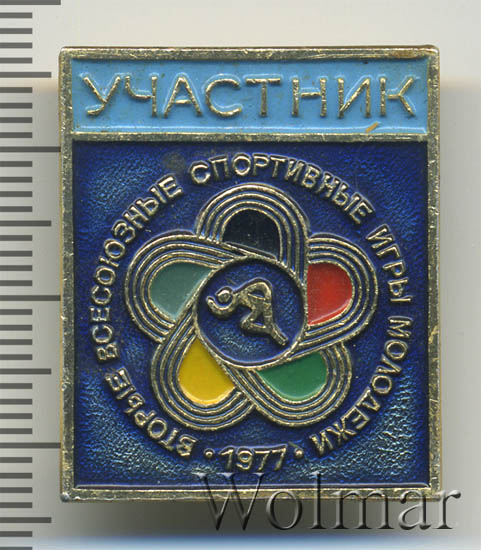 УЧАСТНИК
ВТОРЫЕ ВСЕСОЮЗНЫЕ СПОРТИВНЫЕ ИГРЫ МОЛОДЕЖИ
· 1977 ·
Wolmar